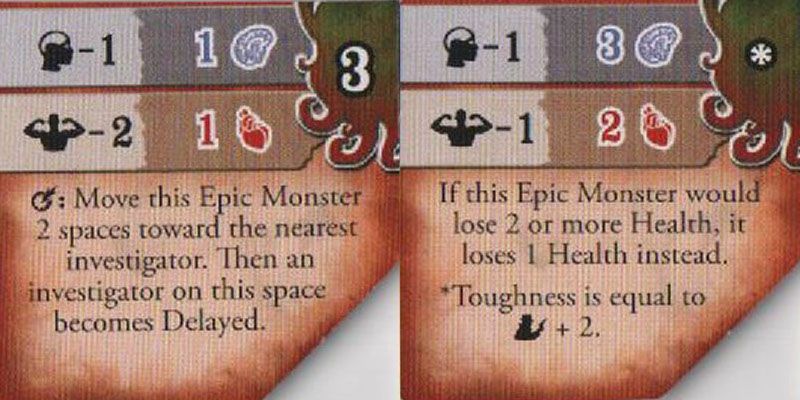 -1 1
3
-2 1
: Move this Epic Monster
2 spaces toward the nearest
investigator. Then an
investigator on this space
becomes Delayed.
-1 3
*
-1 2
If this Epic Monster would
lose 2 or more Health, it
loses 1 Health instead.
*Toughness is equal to
+ 2.